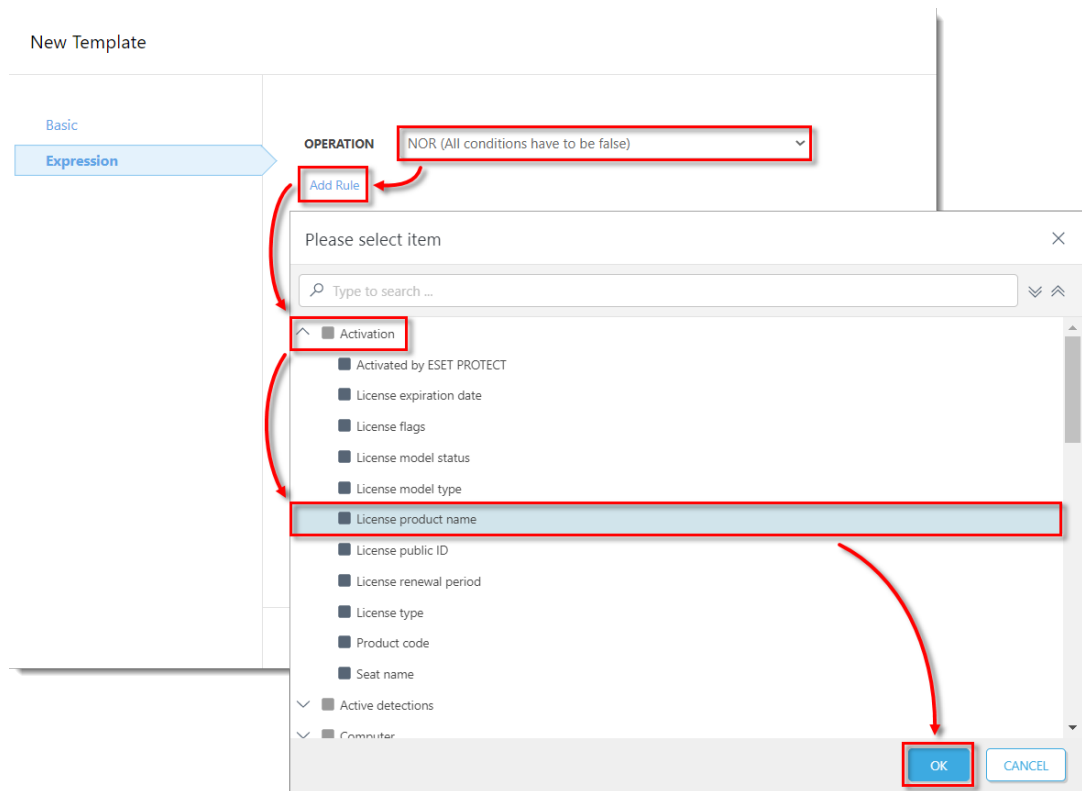 New Template
Basic
Expression
OPERATION NOR (All conditions have to be false)
Add Rule
Please select item
Type to search ...
Activation
Activated by ESET PROTECT
License expiration date
License flags
License model status
License model type
License product name
License public ID
License renewal period
License type
Product code
Seat name
Active detections
Computer
OK CANCEL